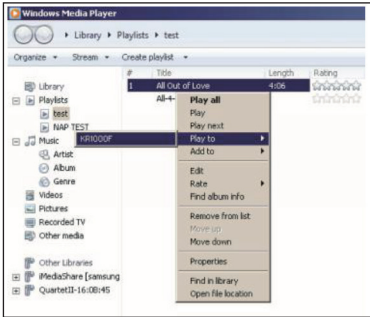 Windows Media Player
Library ▸ Playlists ▸ test
Organize Stream Create playlist
# Title Length Rating
1 All Out of Love 4:06
All-4-
Library
Playlists
test
NAP TEST
Music
Artist
Album
Genre
Videos
Pictures
Recorded TV
Other media
Other Libraries
iMediaShare [samsung
QuartetII-16:08:45
KR1000F
Play all
Play
Play next
Play to
Add to
Edit
Rate
Find album info
Remove from list
Move up
Move down
Properties
Find in library
Open file location